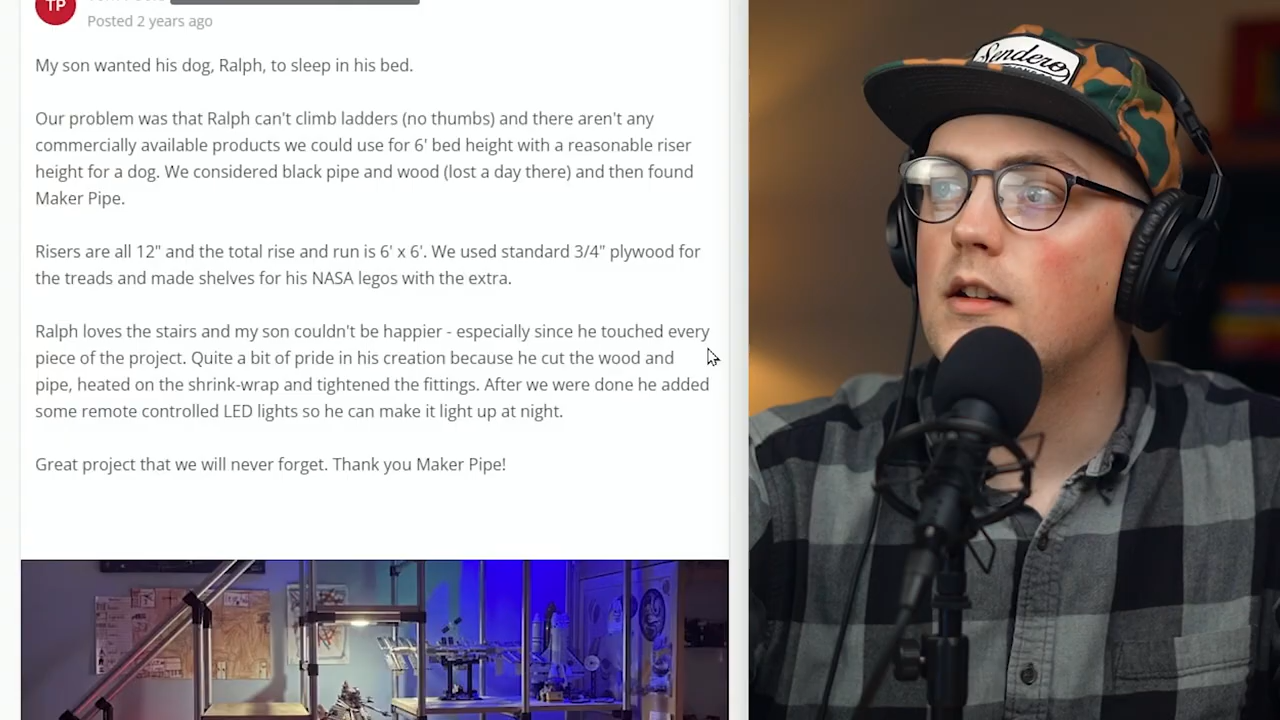 TP
Posted 2 years ago
My son wanted his dog, Ralph, to sleep in his bed.
Our problem was that Ralph can't climb ladders (no thumbs) and there aren't any
commercially available products we could use for 6' bed height with a reasonable riser
height for a dog. We considered black pipe and wood (lost a day there) and then found
Maker Pipe.
Risers are all 12" and the total rise and run is 6' x 6'. We used standard 3/4" plywood for
the treads and made shelves for his NASA legos with the extra.
Ralph loves the stairs and my son couldn't be happier - especially since he touched every
piece of the project. Quite a bit of pride in his creation because he cut the wood and
pipe, heated on the shrink-wrap and tightened the fittings. After we were done he added
some remote controlled LED lights so he can make it light up at night.
Great project that we will never forget. Thank you Maker Pipe!
Sendero